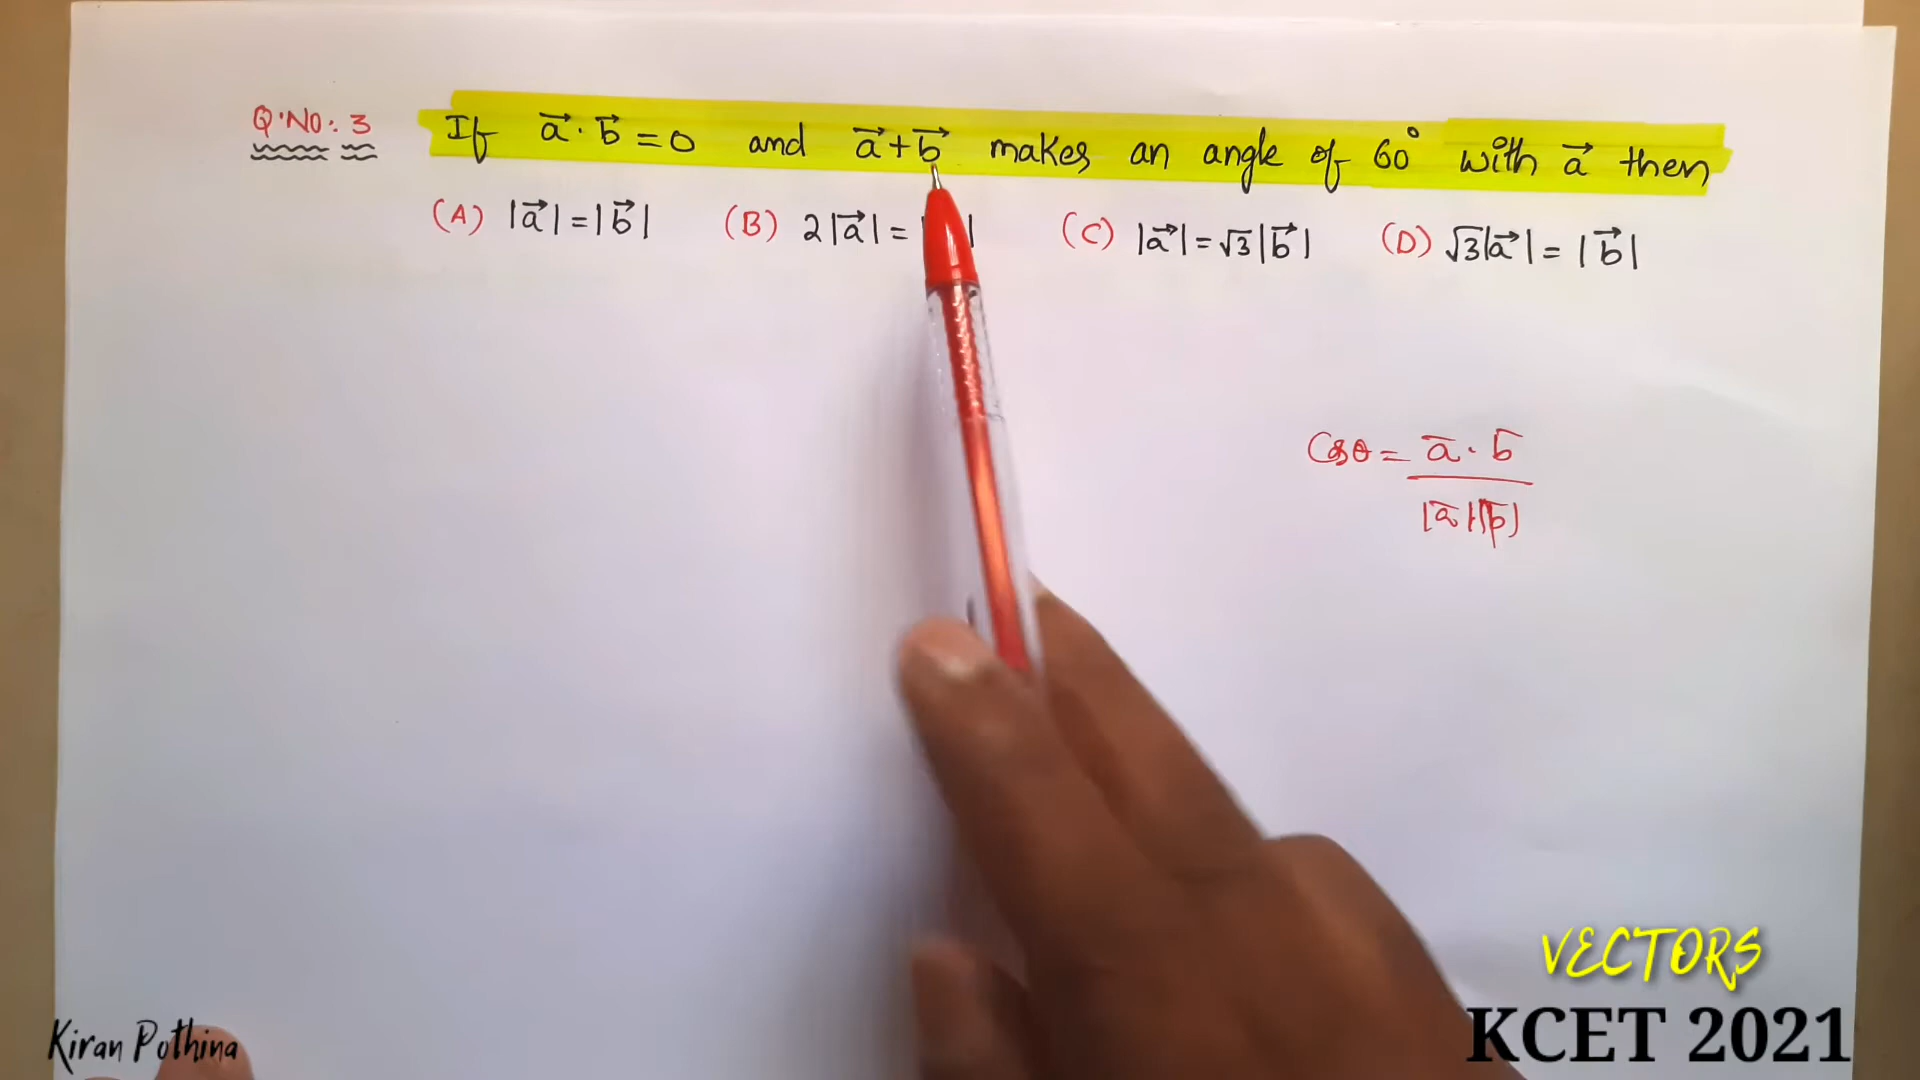 Q.NO: 3 If a⃗ · b⃗ = 0 and a⃗ + b⃗ makes an angle of 60° with a⃗ then
(A) |a⃗| = |b⃗| (B) 2|a⃗| = | (C) |a⃗| = √3|b⃗| (D) √3|a⃗| = |b⃗|
Cosθ = a̅ · b̅
|a̅||b̅|
VECTORS
KCET 2021
Kiran Pothina